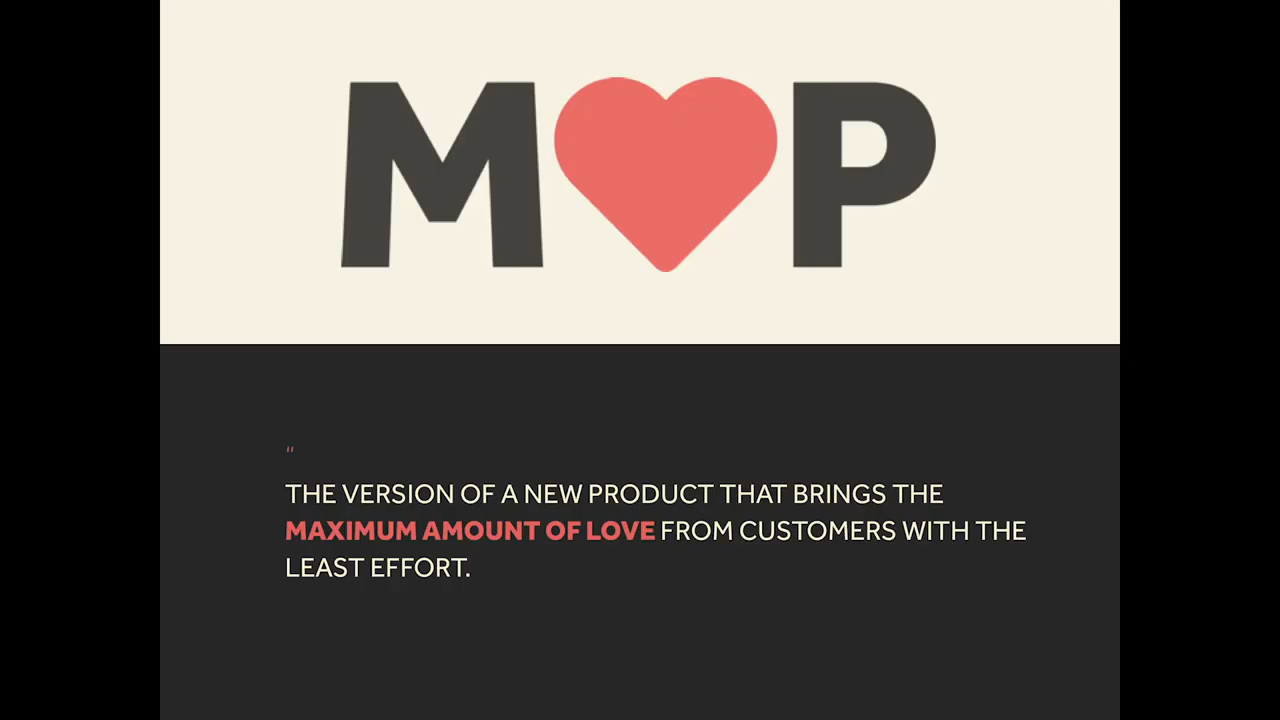 M P
"
THE VERSION OF A NEW PRODUCT THAT BRINGS THE
MAXIMUM AMOUNT OF LOVE FROM CUSTOMERS WITH THE
LEAST EFFORT.